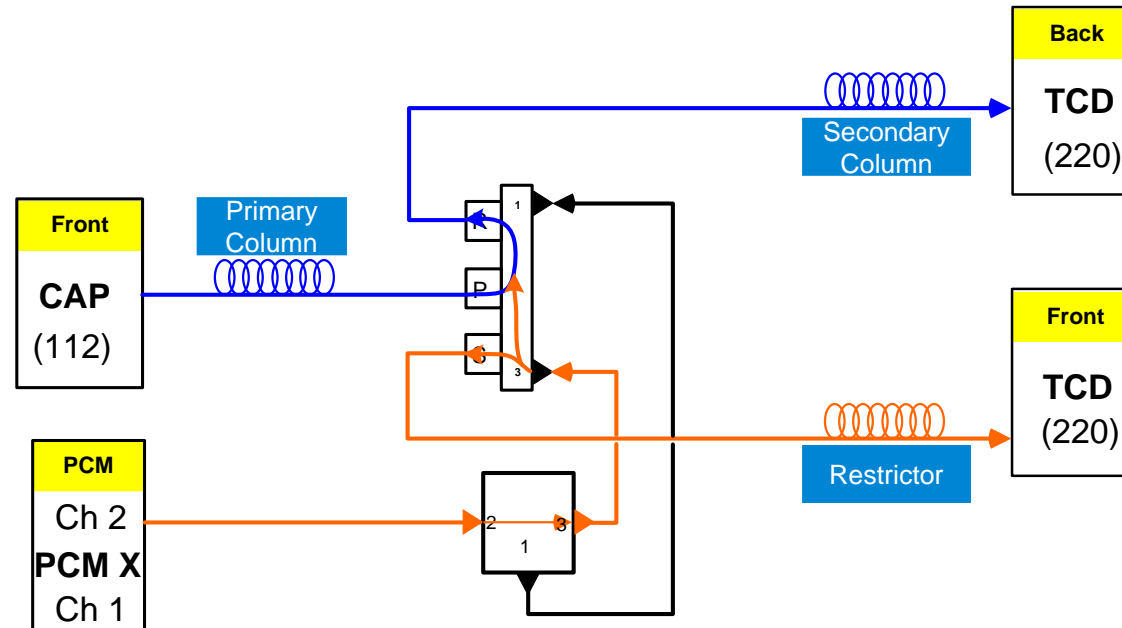 Back
TCD
(220)
Secondary
Column
Primary
Column
Front
CAP
(112)
1
P
3
Front
TCD
(220)
Restrictor
PCM
Ch 2
PCM X
Ch 1
2
3
1